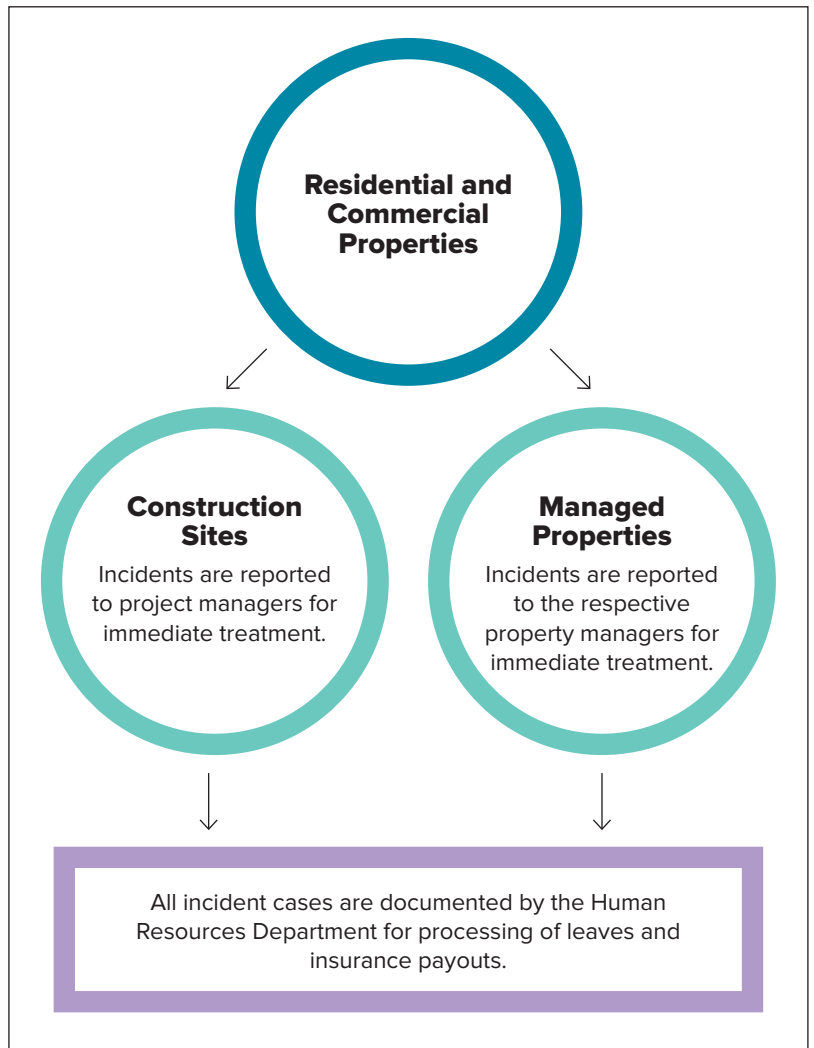 Residential and
Commercial
Properties
Construction
Sites
Incidents are reported
to project managers for
immediate treatment.
Managed
Properties
Incidents are reported
to the respective
property managers for
immediate treatment.
All incident cases are documented by the Human
Resources Department for processing of leaves and
insurance payouts.